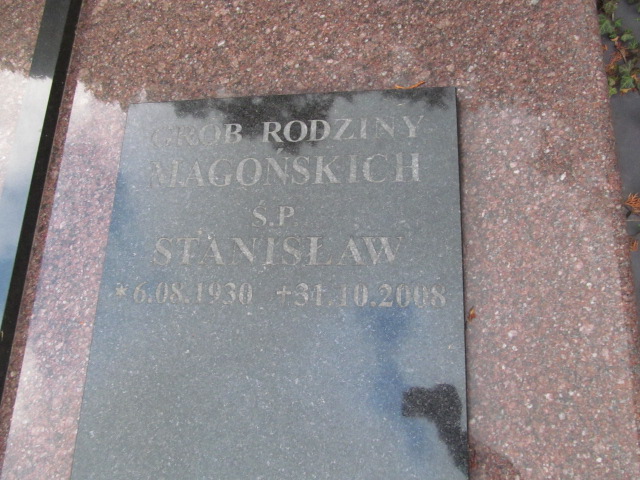 GRÓB RODZINY
MAGOŃSKICH
Ś.P.
STANISŁAW
*6.08.1930 +31.10.2008